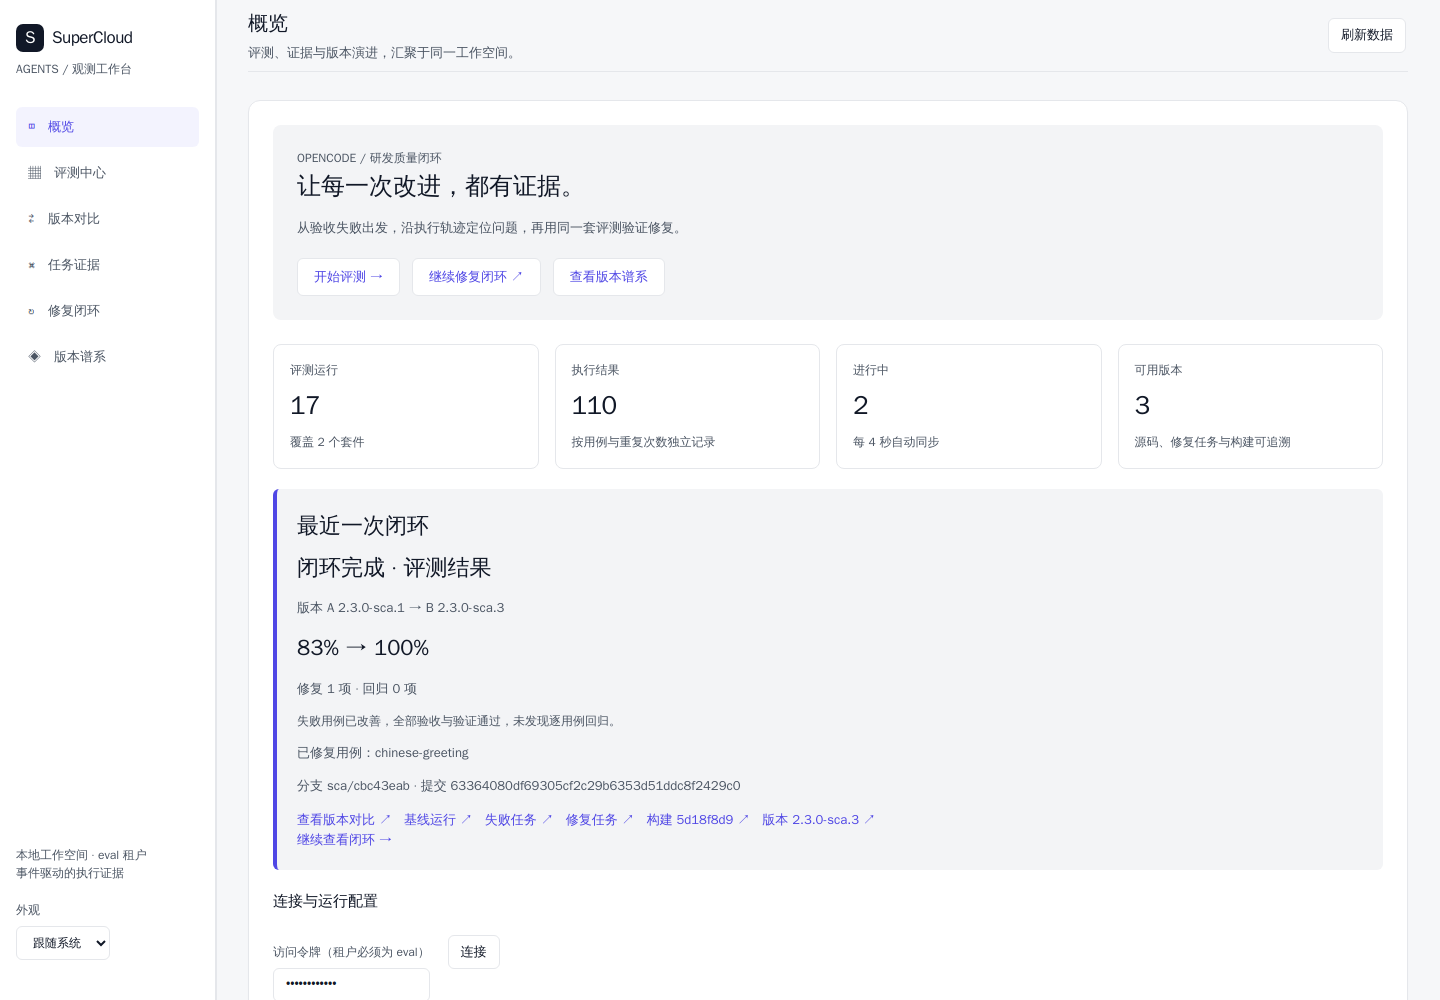 S SuperCloud
AGENTS / 观测工作台
概览
评测中心
版本对比
任务证据
修复闭环
版本谱系
本地工作空间 · eval 租户
事件驱动的执行证据
外观
跟随系统
概览
评测、证据与版本演进，汇聚于同一工作空间。
刷新数据
OPENCODE / 研发质量闭环
让每一次改进，都有证据。
从验收失败出发，沿执行轨迹定位问题，再用同一套评测验证修复。
开始评测 → 继续修复闭环 ↗ 查看版本谱系
评测运行
17
覆盖 2 个套件
执行结果
110
按用例与重复次数独立记录
进行中
2
每 4 秒自动同步
可用版本
3
源码、修复任务与构建可追溯
最近一次闭环
闭环完成 · 评测结果
版本 A 2.3.0-sca.1 → B 2.3.0-sca.3
83% → 100%
修复 1 项 · 回归 0 项
失败用例已改善，全部验收与验证通过，未发现逐用例回归。
已修复用例：chinese-greeting
分支 sca/cbc43eab · 提交 63364080df69305cf2c29b6353d51ddc8f2429c0
查看版本对比 ↗ 基线运行 ↗ 失败任务 ↗ 修复任务 ↗ 构建 5d18f8d9 ↗ 版本 2.3.0-sca.3 ↗
继续查看闭环 →
连接与运行配置
访问令牌（租户必须为 eval） 连接
••••••••••••